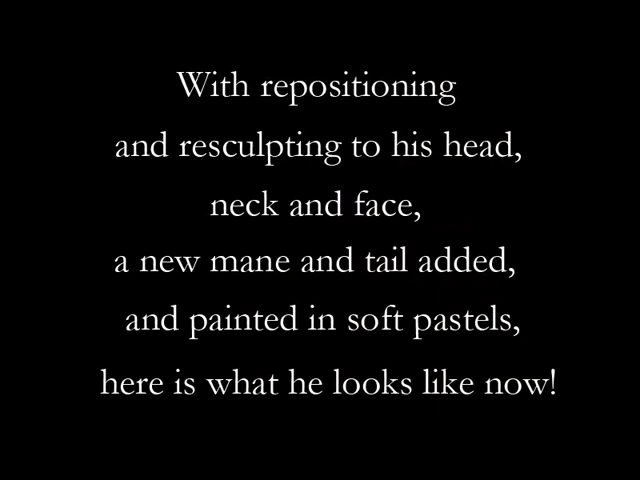 With repositioning
and resculpting to his head,
neck and face,
a new mane and tail added,
and painted in soft pastels,
here is what he looks like now!